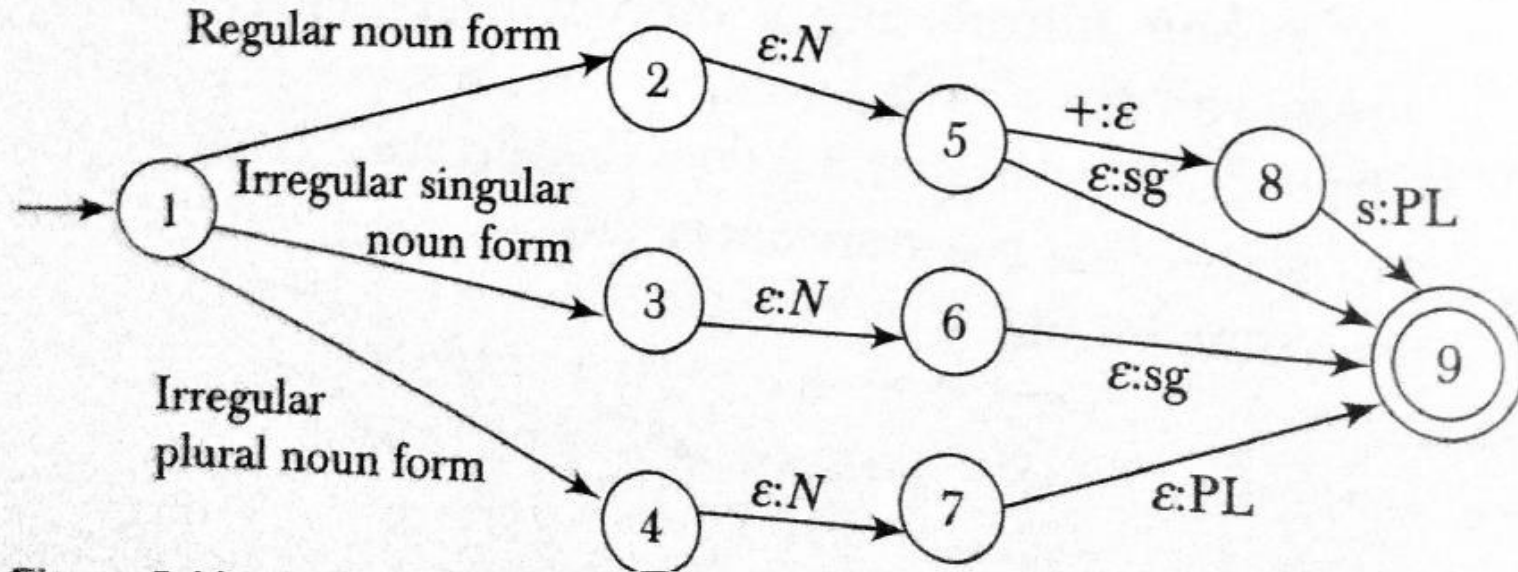 Regular noun form
2
ε:N
5
+:ε
8
ε:sg
s:PL
1
Irregular singular
noun form
3
ε:N
6
ε:sg
9
Irregular
plural noun form
4
ε:N
7
ε:PL